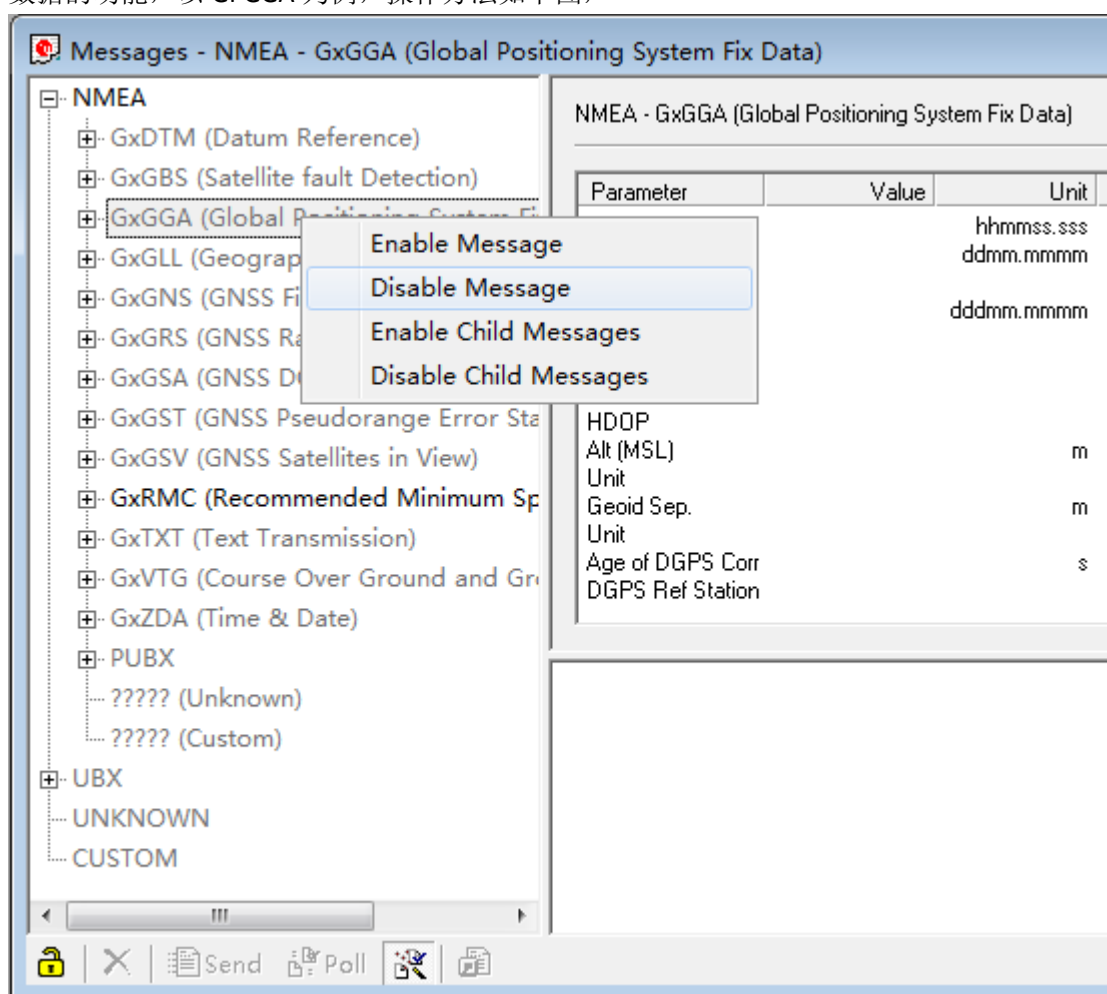 Messages - NMEA - GxGGA (Global Positioning System Fix Data)
NMEA
GxDTM (Datum Reference)
GxGBS (Satellite fault Detection)
GxGGA (Global Positioning System Fi
GxGLL (Geograp
GxGNS (GNSS Fi
GxGRS (GNSS Ra
GxGSA (GNSS D
GxGST (GNSS Pseudorange Error Sta
GxGSV (GNSS Satellites in View)
GxRMC (Recommended Minimum Sp
GxTXT (Text Transmission)
GxVTG (Course Over Ground and Gro
GxZDA (Time & Date)
PUBX
????? (Unknown)
????? (Custom)
UBX
UNKNOWN
CUSTOM
Enable Message
Disable Message
Enable Child Messages
Disable Child Messages
NMEA - GxGGA (Global Positioning System Fix Data)
Parameter Value Unit
hhmmss.sss
ddmm.mmmm
dddmm.mmmm
HDOP
Alt (MSL) m
Unit
Geoid Sep. m
Unit
Age of DGPS Corr s
DGPS Ref Station
Send Poll